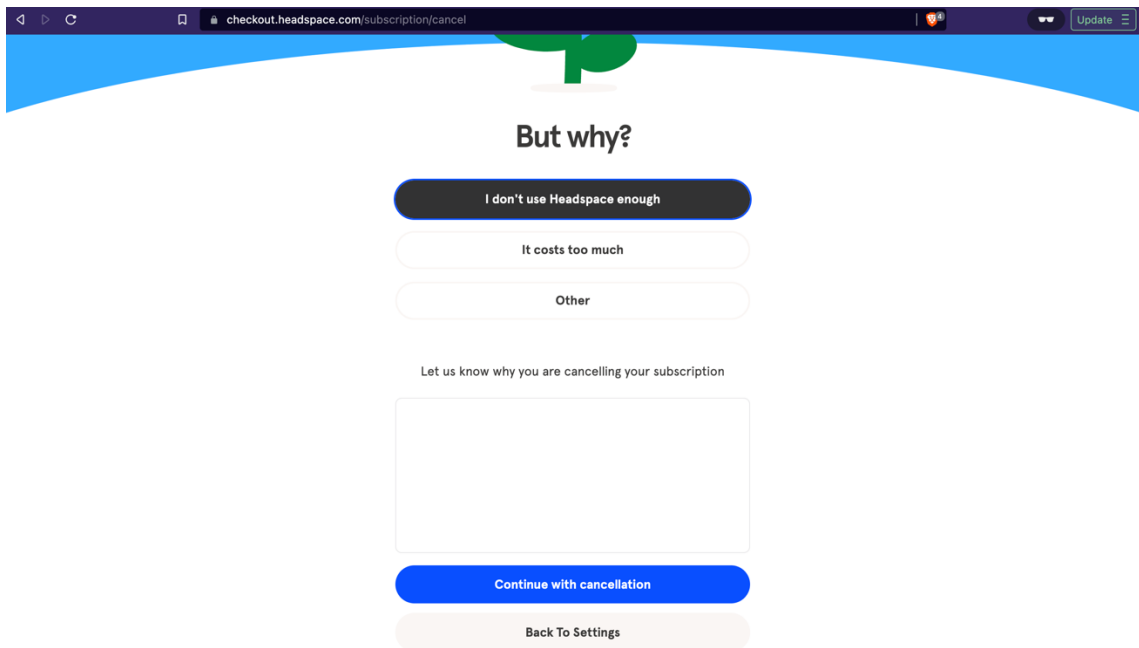 checkout.headspace.com/subscription/cancel
4
Update
But why?
I don't use Headspace enough
It costs too much
Other
Let us know why you are cancelling your subscription
Continue with cancellation
Back To Settings